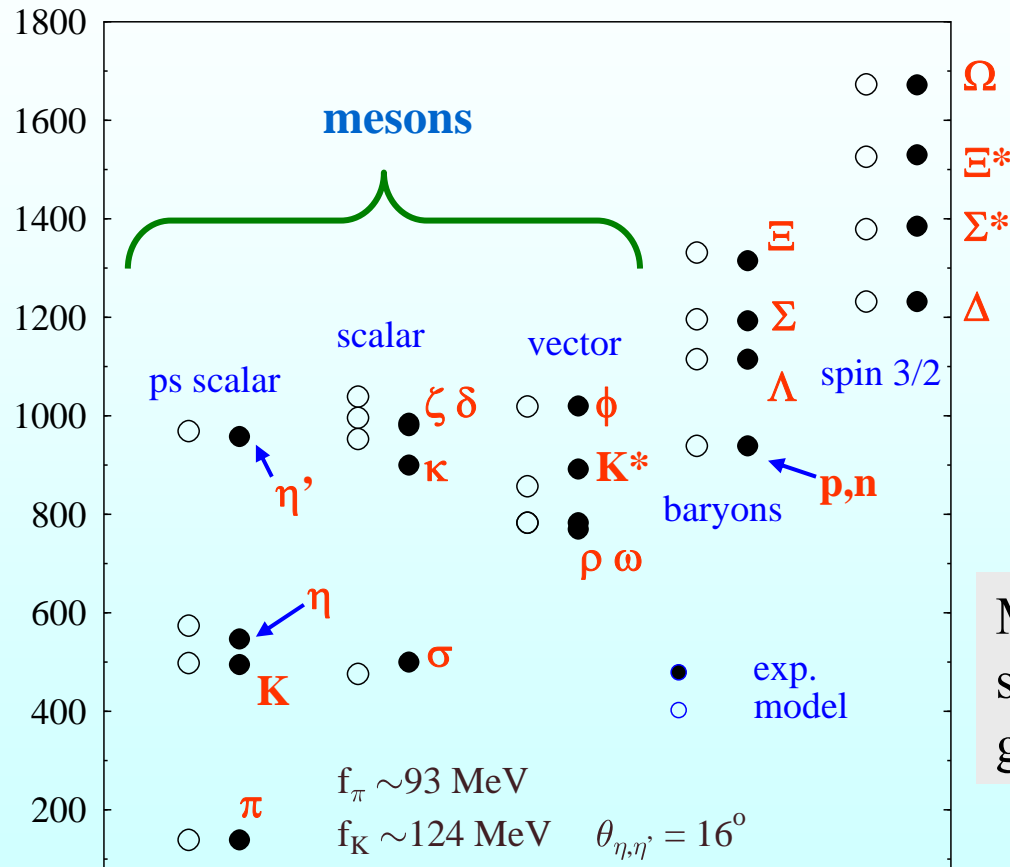 1800
1600
1400
1200
1000
800
600
400
200
mesons
ps scalar
scalar
vector
baryons
spin 3/2
Ω
Ξ*
Σ*
Δ
Ξ
Σ
Λ
p,n
ζ δ
κ
ϕ
K*
ρ ω
η’
η
K
σ
π
exp.
model
f_π ~93 MeV
f_K ~124 MeV θ_η,η’ = 16°